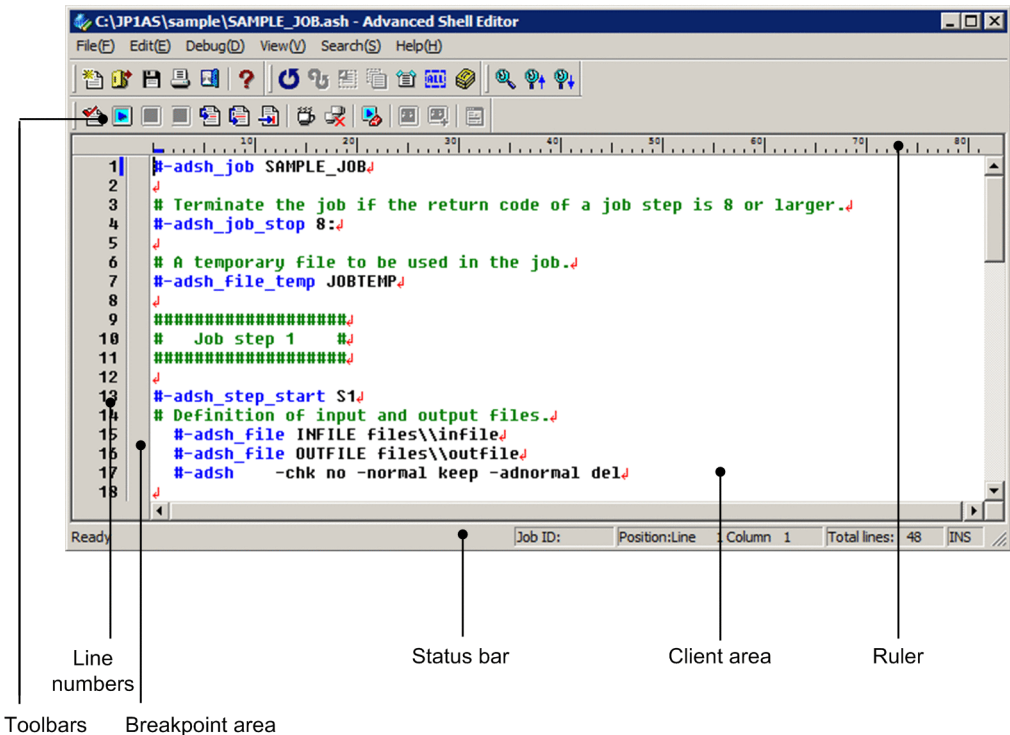 C:\JP1AS\sample\SAMPLE_JOB.ash - Advanced Shell Editor
File(F) Edit(E) Debug(D) View(V) Search(S) Help(H)
ALL
10 20 30 40 50 60 70 80
1 #-adsh_job SAMPLE_JOB
2
3 # Terminate the job if the return code of a job step is 8 or larger.
4 #-adsh_job_stop 8:
5
6 # A temporary file to be used in the job.
7 #-adsh_file_temp JOBTEMP
8
9 ###################
10 #   Job step 1    #
11 ###################
12
13 #-adsh_step_start S1
14 # Definition of input and output files.
15   #-adsh_file INFILE files\\infile
16   #-adsh_file OUTFILE files\\outfile
17   #-adsh    -chk no -normal keep -adnormal del
18
Ready Job ID: Position:Line 1 Column 1 Total lines: 48 INS
Line numbers
Status bar
Client area
Ruler
Toolbars
Breakpoint area